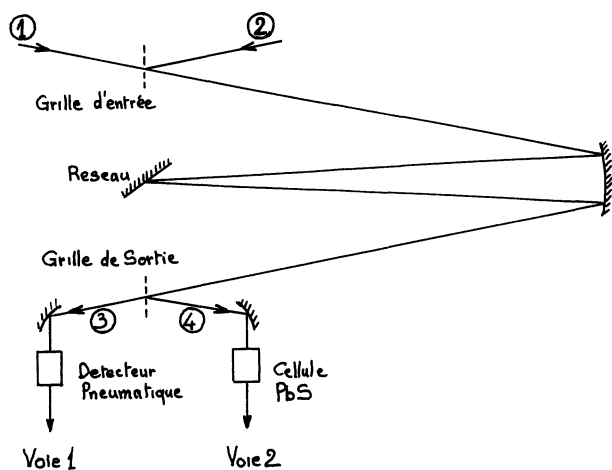 1
2
Grille d'entrée
Reseau
Grille de Sortie
3
4
Detecteur
Pneumatique
Cellule
PbS
Voie 1
Voie 2